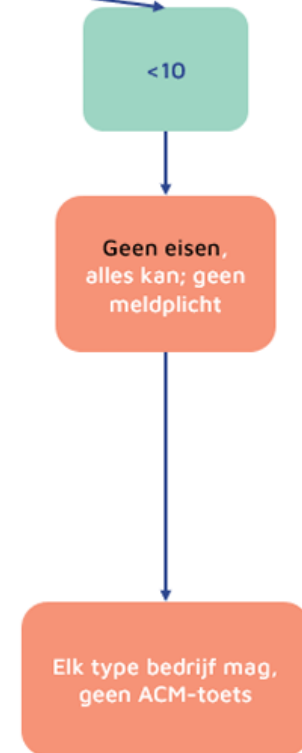 <10
Geen eisen,
alles kan; geen
meldplicht
Elk type bedrijf mag,
geen ACM-toets